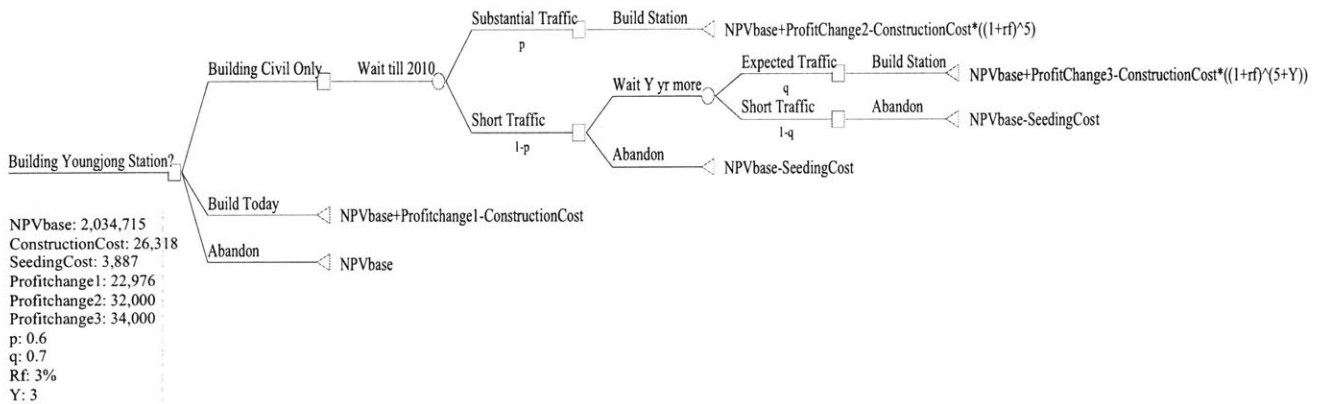 Substantial Traffic
Build Station
NPVbase+ProfitChange2-ConstructionCost*((1+rf)^5)
p
Building Civil Only
Wait till 2010
Expected Traffic
Build Station
NPVbase+ProfitChange3-ConstructionCost*((1+rf)^(5+Y))
q
Wait Y yr more
Short Traffic
Abandon
NPVbase-SeedingCost
1-q
Short Traffic
1-p
Abandon
NPVbase-SeedingCost
Building Youngjong Station?
Build Today
NPVbase+Profitchange1-ConstructionCost
Abandon
NPVbase
NPVbase: 2,034,715
ConstructionCost: 26,318
SeedingCost: 3,887
Profitchange1: 22,976
Profitchange2: 32,000
Profitchange3: 34,000
p: 0.6
q: 0.7
Rf: 3%
Y: 3